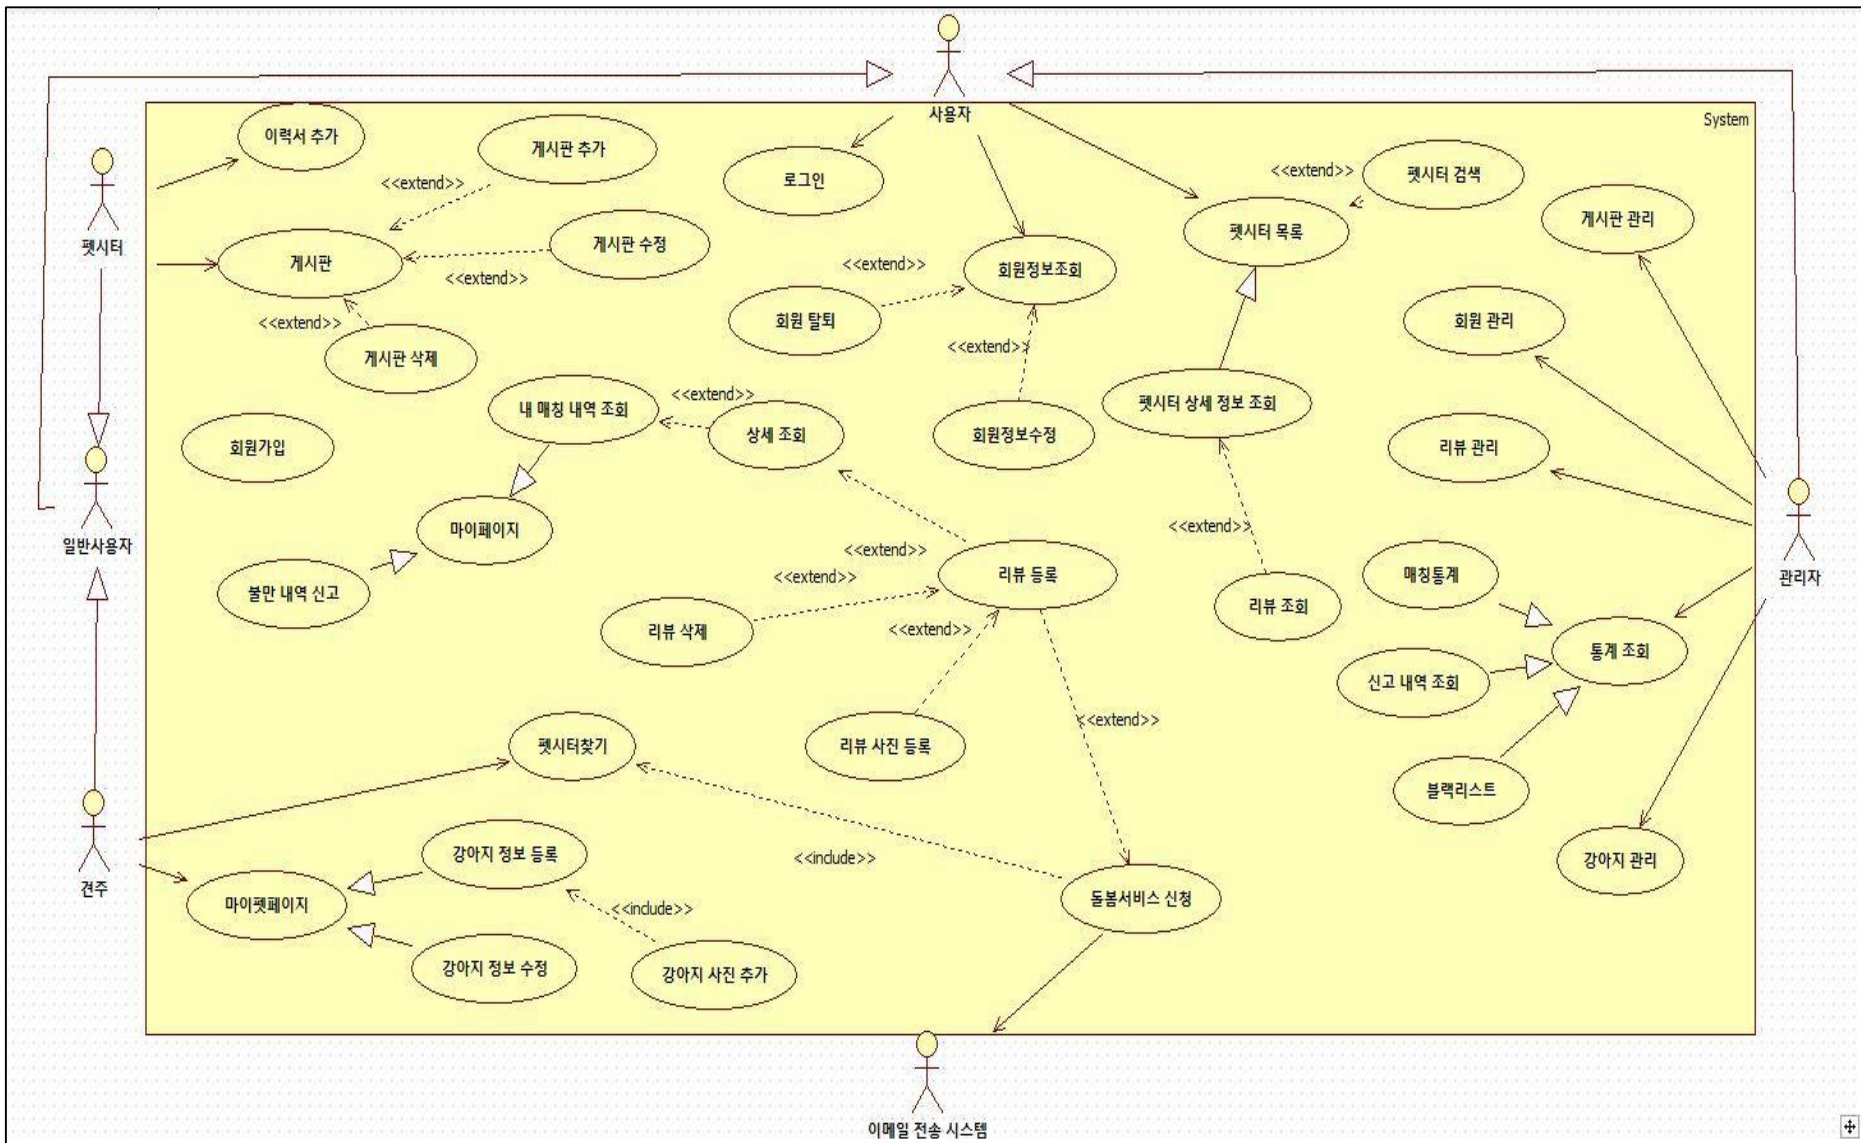 사용자
System
이력서 추가
게시판 추가
로그인
펫시터 검색
<<extend>>
<<extend>>
게시판 관리
펫시터
게시판
게시판 수정
펫시터 목록
<<extend>>
<<extend>>
회원정보조회
<<extend>>
게시판 삭제
회원 탈퇴
회원 관리
<<extend>>
내 매칭 내역 조회
<<extend>>
상세 조회
회원정보수정
펫시터 상세 정보 조회
회원가입
리뷰 관리
일반사용자
마이페이지
<<extend>>
<<extend>>
불만 내역 신고
<<extend>>
리뷰 등록
리뷰 조회
매칭통계
관리자
리뷰 삭제
<<extend>>
통계 조회
신고 내역 조회
<<extend>>
펫시터찾기
리뷰 사진 등록
블랙리스트
견주
강아지 정보 등록
<<include>>
강아지 관리
마이펫페이지
<<include>>
돌봄서비스 신청
강아지 정보 수정
강아지 사진 추가
이메일 전송 시스템